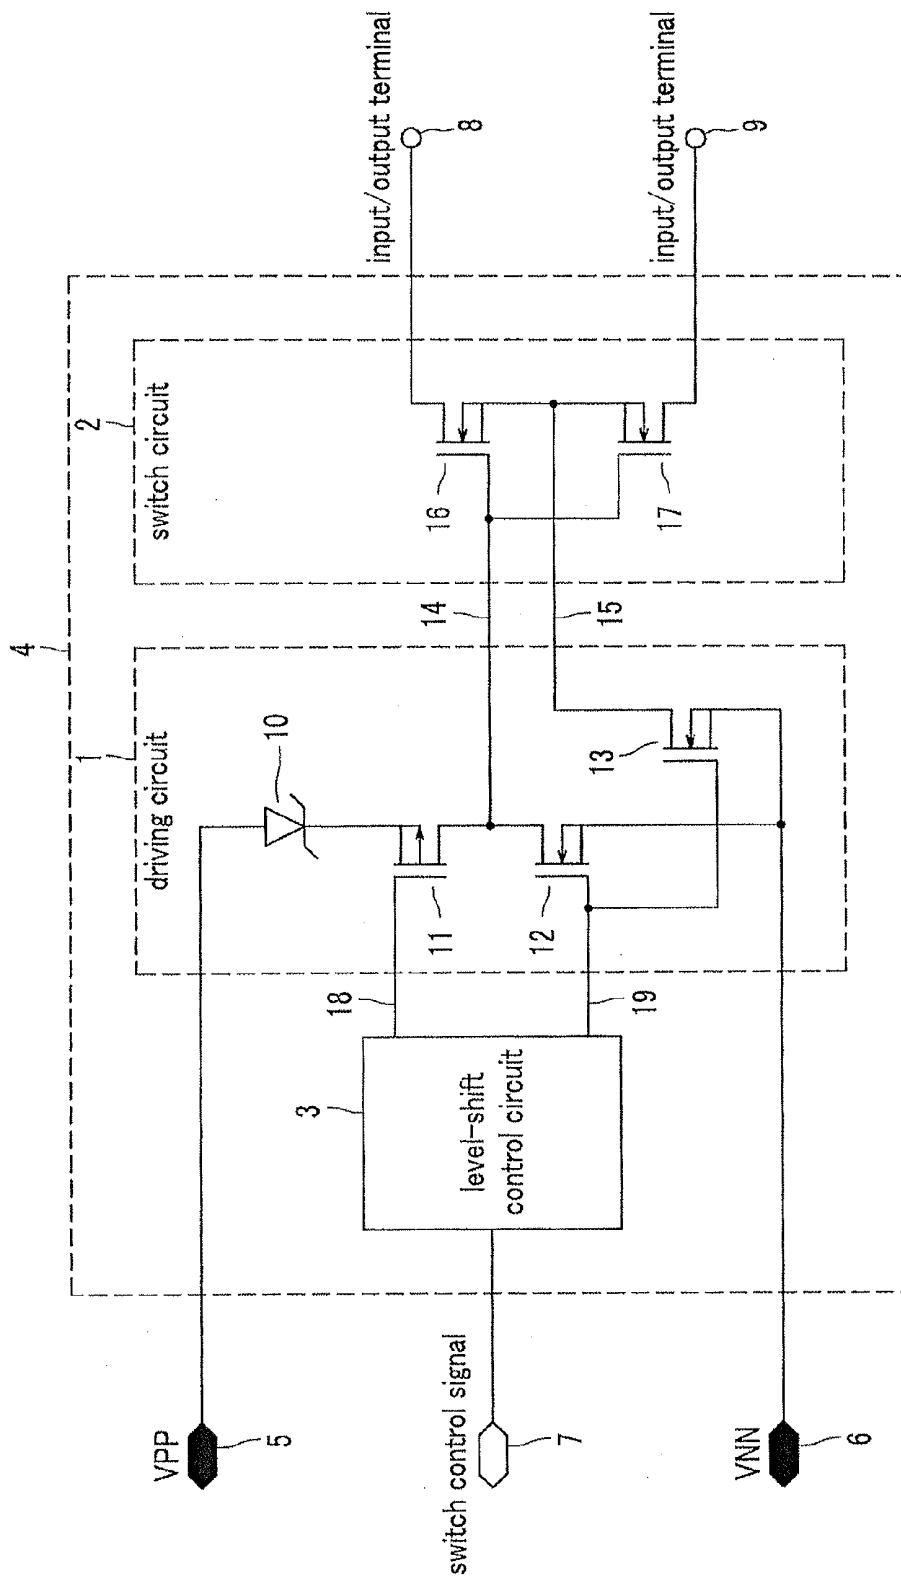 4
1
driving circuit
2
switch circuit
VPP
5
10
11
18
3
level-shift
control circuit
switch control signal
7
12
19
13
14
15
16
17
input/output terminal
8
input/output terminal
9
VNN
6